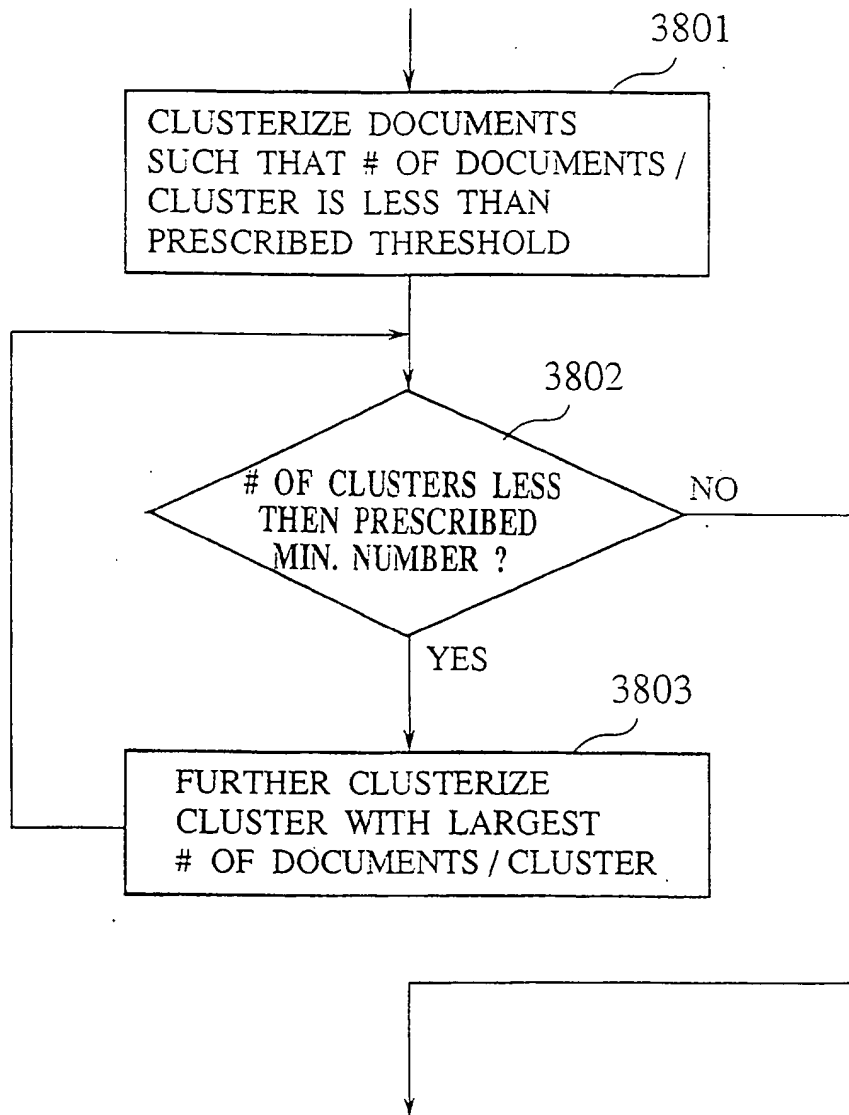 3801
CLUSTERIZE DOCUMENTS
SUCH THAT # OF DOCUMENTS /
CLUSTER IS LESS THAN
PRESCRIBED THRESHOLD
3802
# OF CLUSTERS LESS
THEN PRESCRIBED
MIN. NUMBER ?
NO
YES
3803
FURTHER CLUSTERIZE
CLUSTER WITH LARGEST
# OF DOCUMENTS / CLUSTER